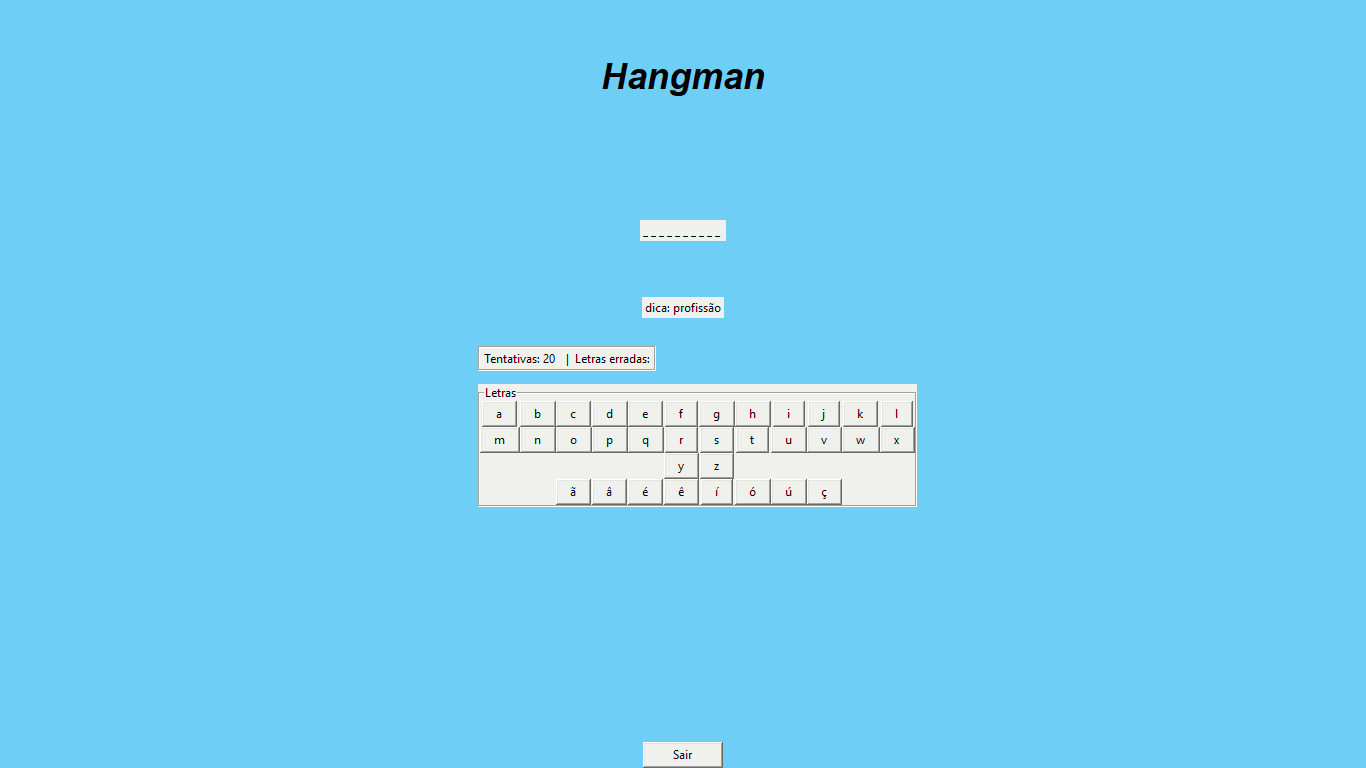 Hangman
_ _ _ _ _ _ _ _ _ _
dica: profissão
Tentativas: 20 | Letras erradas:
Letras
a b c d e f g h i j k l
m n o p q r s t u v w x
y z
ã â é ê í ó ú ç
Sair